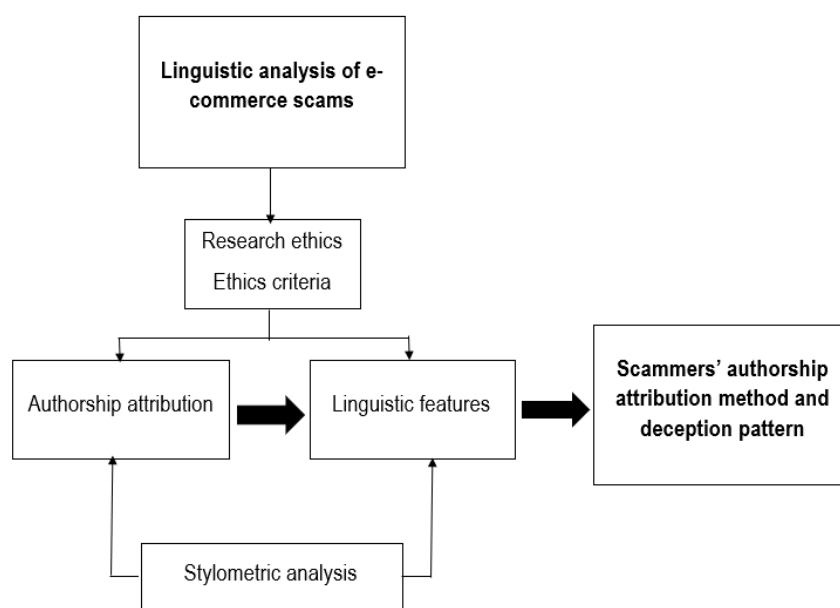 Linguistic analysis of e-
commerce scams
Research ethics
Ethics criteria
Authorship attribution
Linguistic features
Scammers’ authorship
attribution method and
deception pattern
Stylometric analysis